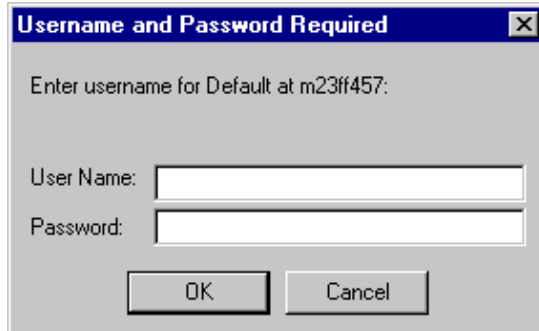 Username and Password Required
Enter username for Default at m23ff457:
User Name:
Password:
OK Cancel